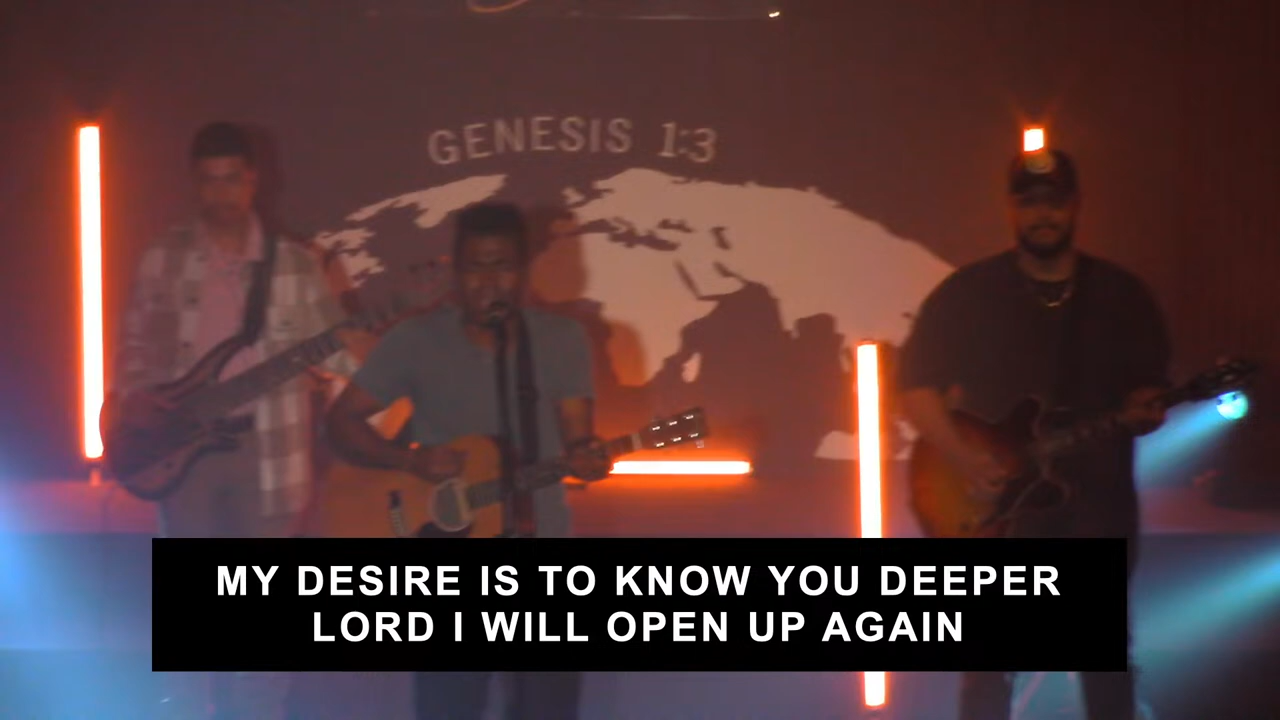 GENESIS 1:3
MY DESIRE IS TO KNOW YOU DEEPER
LORD I WILL OPEN UP AGAIN